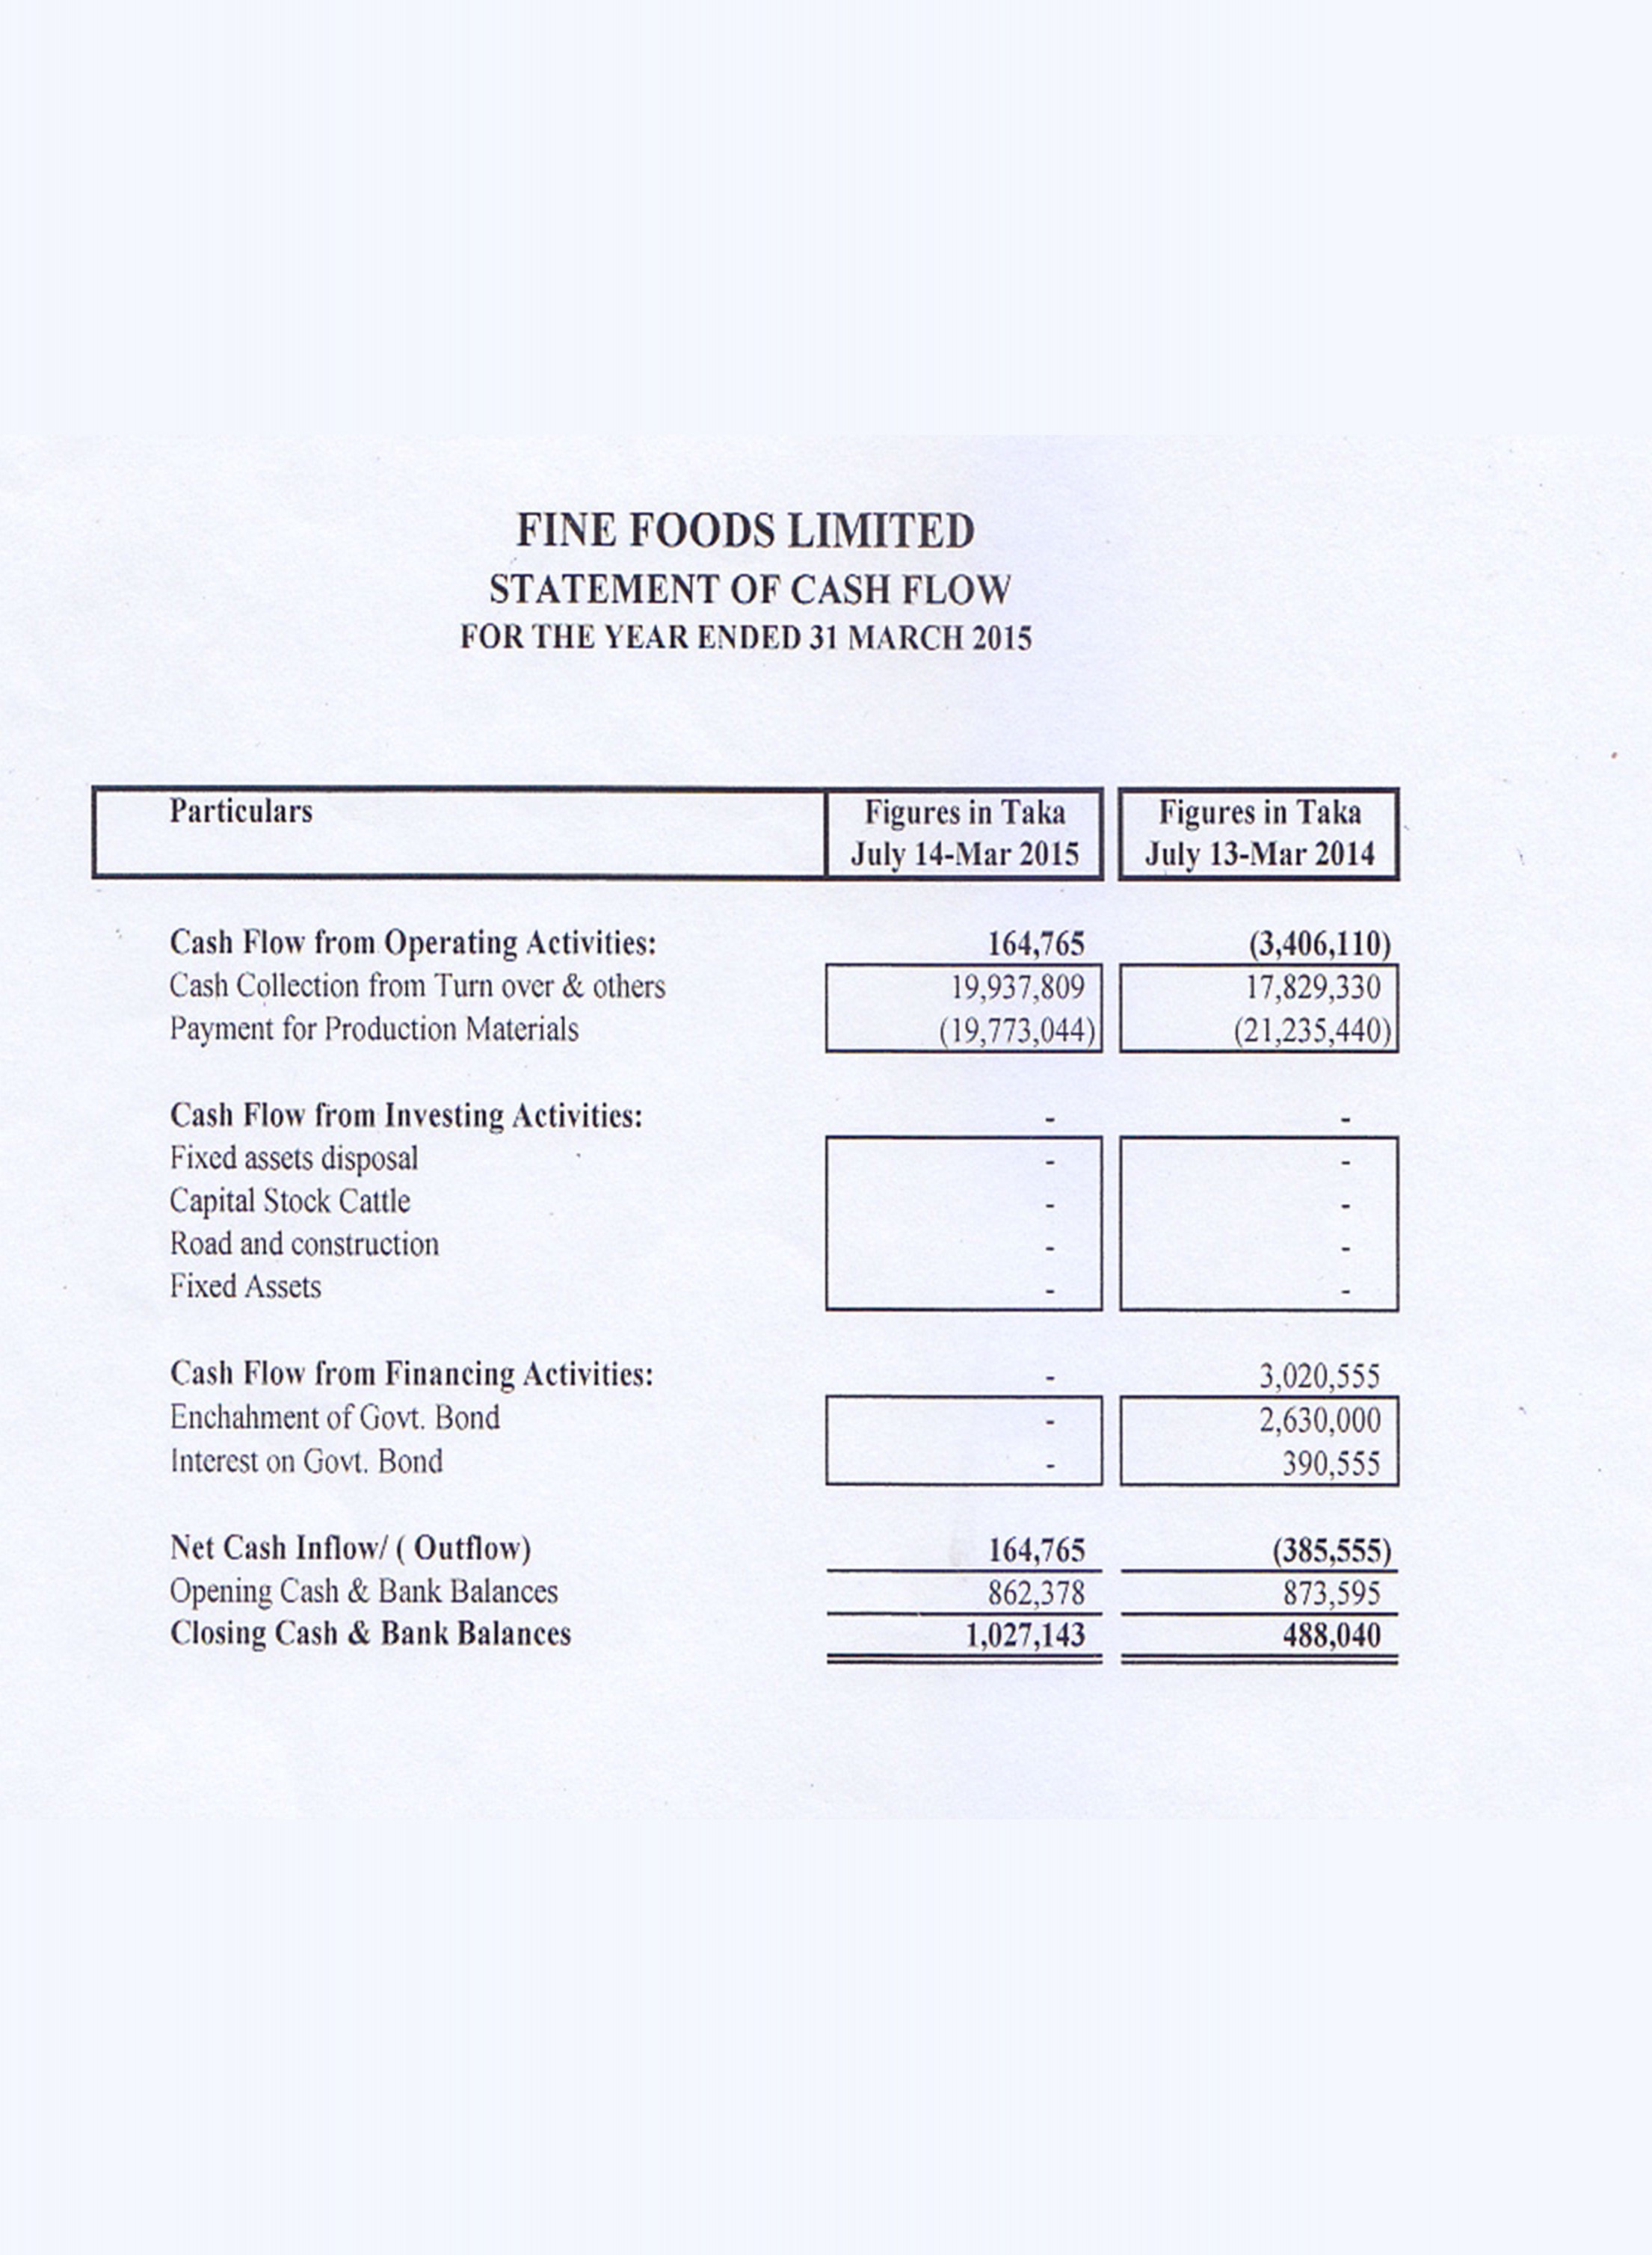 FINE FOODS LIMITED
STATEMENT OF CASH FLOW
FOR THE YEAR ENDED 31 MARCH 2015
Particulars Figures in Taka Figures in Taka
July 14-Mar 2015 July 13-Mar 2014
Cash Flow from Operating Activities: 164,765 (3,406,110)
Cash Collection from Turn over & others 19,937,809 17,829,330
Payment for Production Materials (19,773,044) (21,235,440)
Cash Flow from Investing Activities: - -
Fixed assets disposal - -
Capital Stock Cattle - -
Road and construction - -
Fixed Assets - -
Cash Flow from Financing Activities: - 3,020,555
Enchahment of Govt. Bond - 2,630,000
Interest on Govt. Bond - 390,555
Net Cash Inflow/ ( Outflow) 164,765 (385,555)
Opening Cash & Bank Balances 862,378 873,595
Closing Cash & Bank Balances 1,027,143 488,040